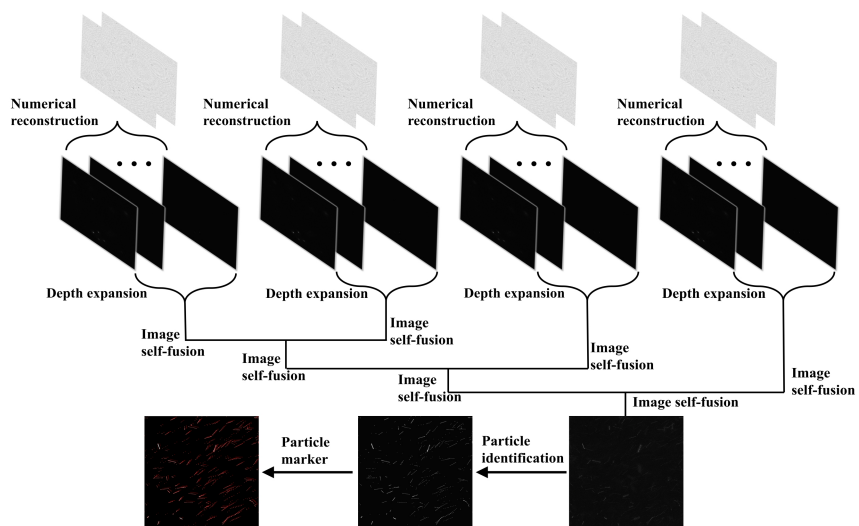 Numerical
reconstruction
Numerical
reconstruction
Numerical
reconstruction
Numerical
reconstruction
Depth expansion
Depth expansion
Depth expansion
Depth expansion
Image
self-fusion
Image
self-fusion
Image
self-fusion
Image
self-fusion
Image
self-fusion
Image
self-fusion
Image self-fusion
Particle
marker
Particle
identification